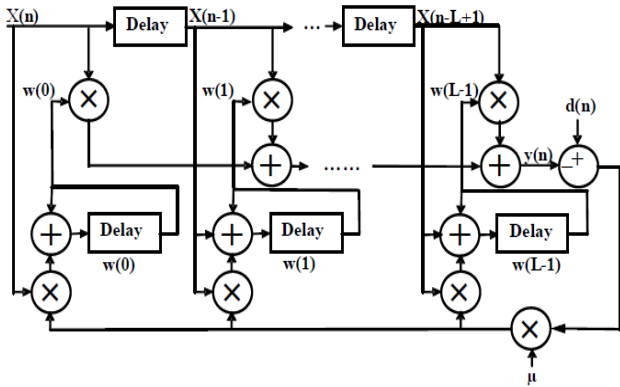 X(n) Delay X(n-1) ... Delay X(n-L+1)
w(0) w(1) w(L-1)
d(n)
× × ×
+ ...... + y(n) − +
+ Delay + Delay + Delay
w(0) w(1) w(L-1)
× × ×
×
μ